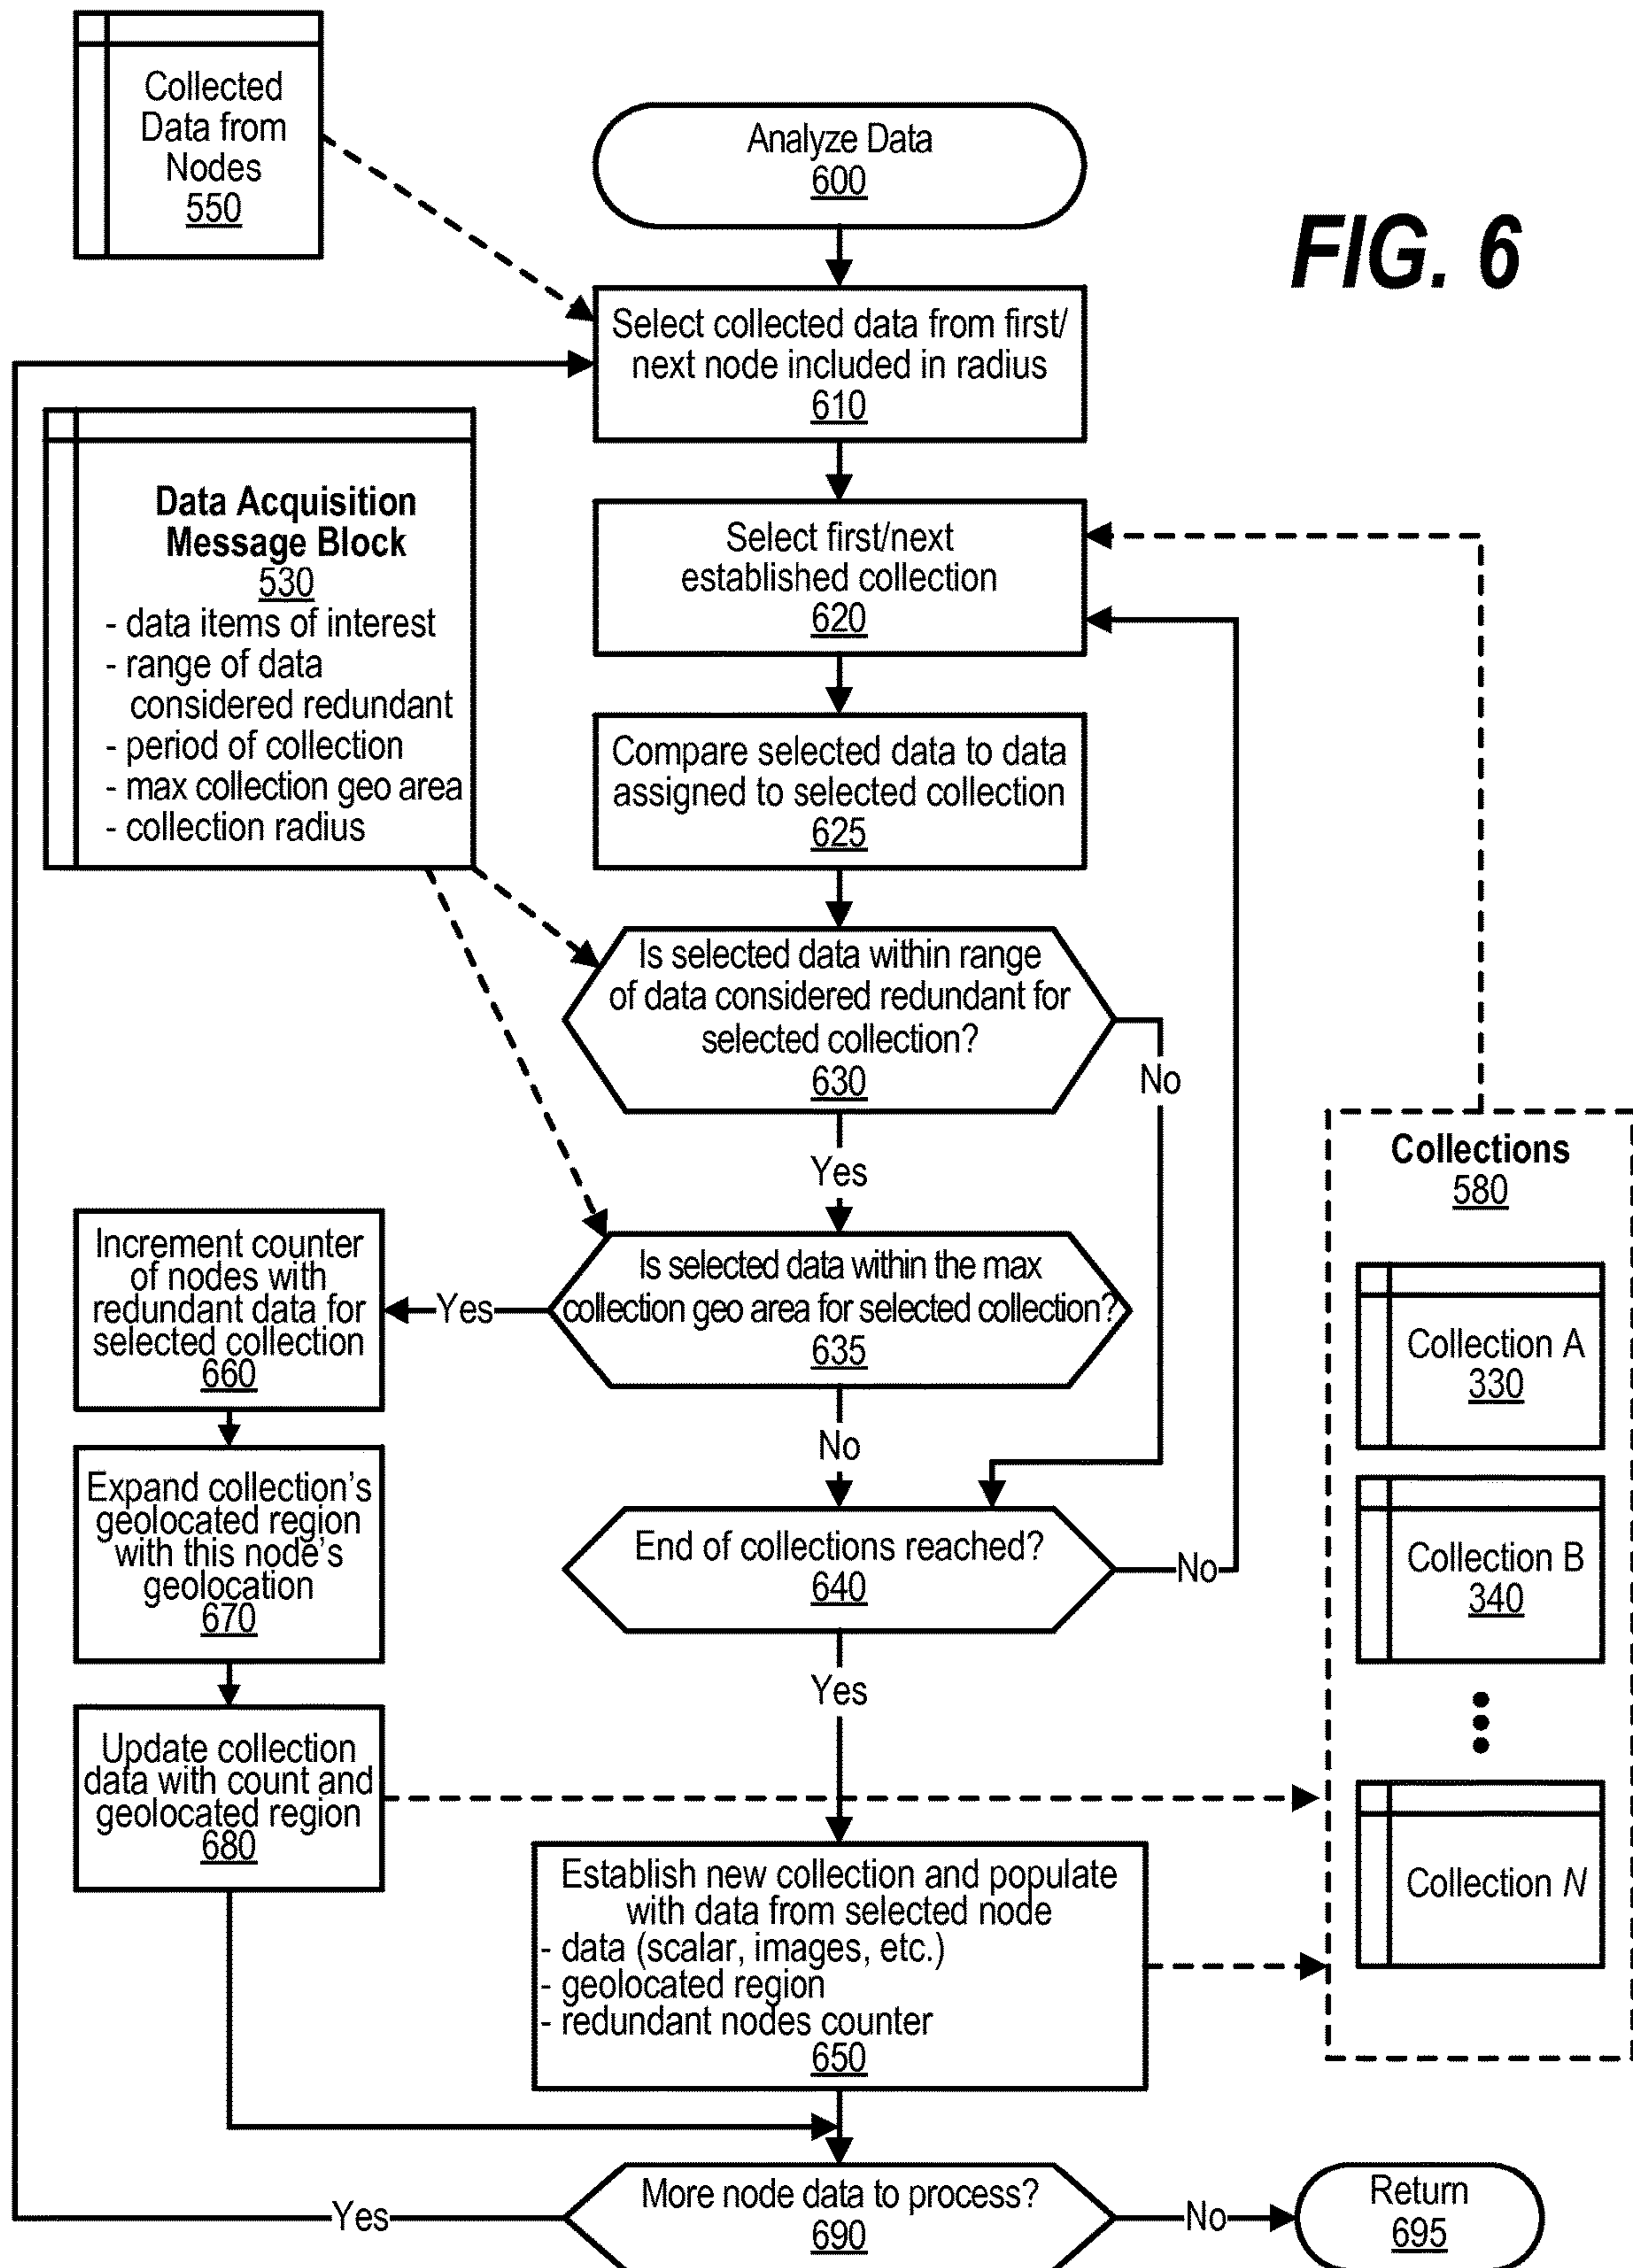 Collected
Data from
Nodes
550
Analyze Data
600
FIG. 6
Select collected data from first/
next node included in radius
610
Data Acquisition
Message Block
530
- data items of interest
- range of data
considered redundant
- period of collection
- max collection geo area
- collection radius
Select first/next
established collection
620
Compare selected data to data
assigned to selected collection
625
Is selected data within range
of data considered redundant for
selected collection?
630
No
Yes
Collections
580
Increment counter
of nodes with
redundant data for
selected collection
660
Yes
Is selected data within the max
collection geo area for selected collection?
635
Collection A
330
No
Expand collection's
geolocated region
with this node's
geolocation
670
End of collections reached?
640
No
Collection B
340
Yes
Update collection
data with count and
geolocated region
680
Collection N
Establish new collection and populate
with data from selected node
- data (scalar, images, etc.)
- geolocated region
- redundant nodes counter
650
Yes
More node data to process?
690
No
Return
695